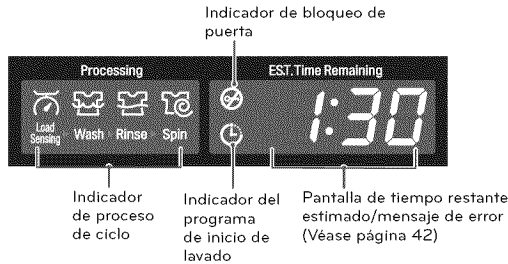 Indicador de bloqueo de
puerta
Processing
EST. Time Remaining
1:30
Load
Sensing
Wash
Rinse
Spin
Indicador
de proceso
de ciclo
Indicador del
programa
de inicio de
lavado
Pantalla de tiempo restante
estimado/mensaje de error
(Véase página 42)